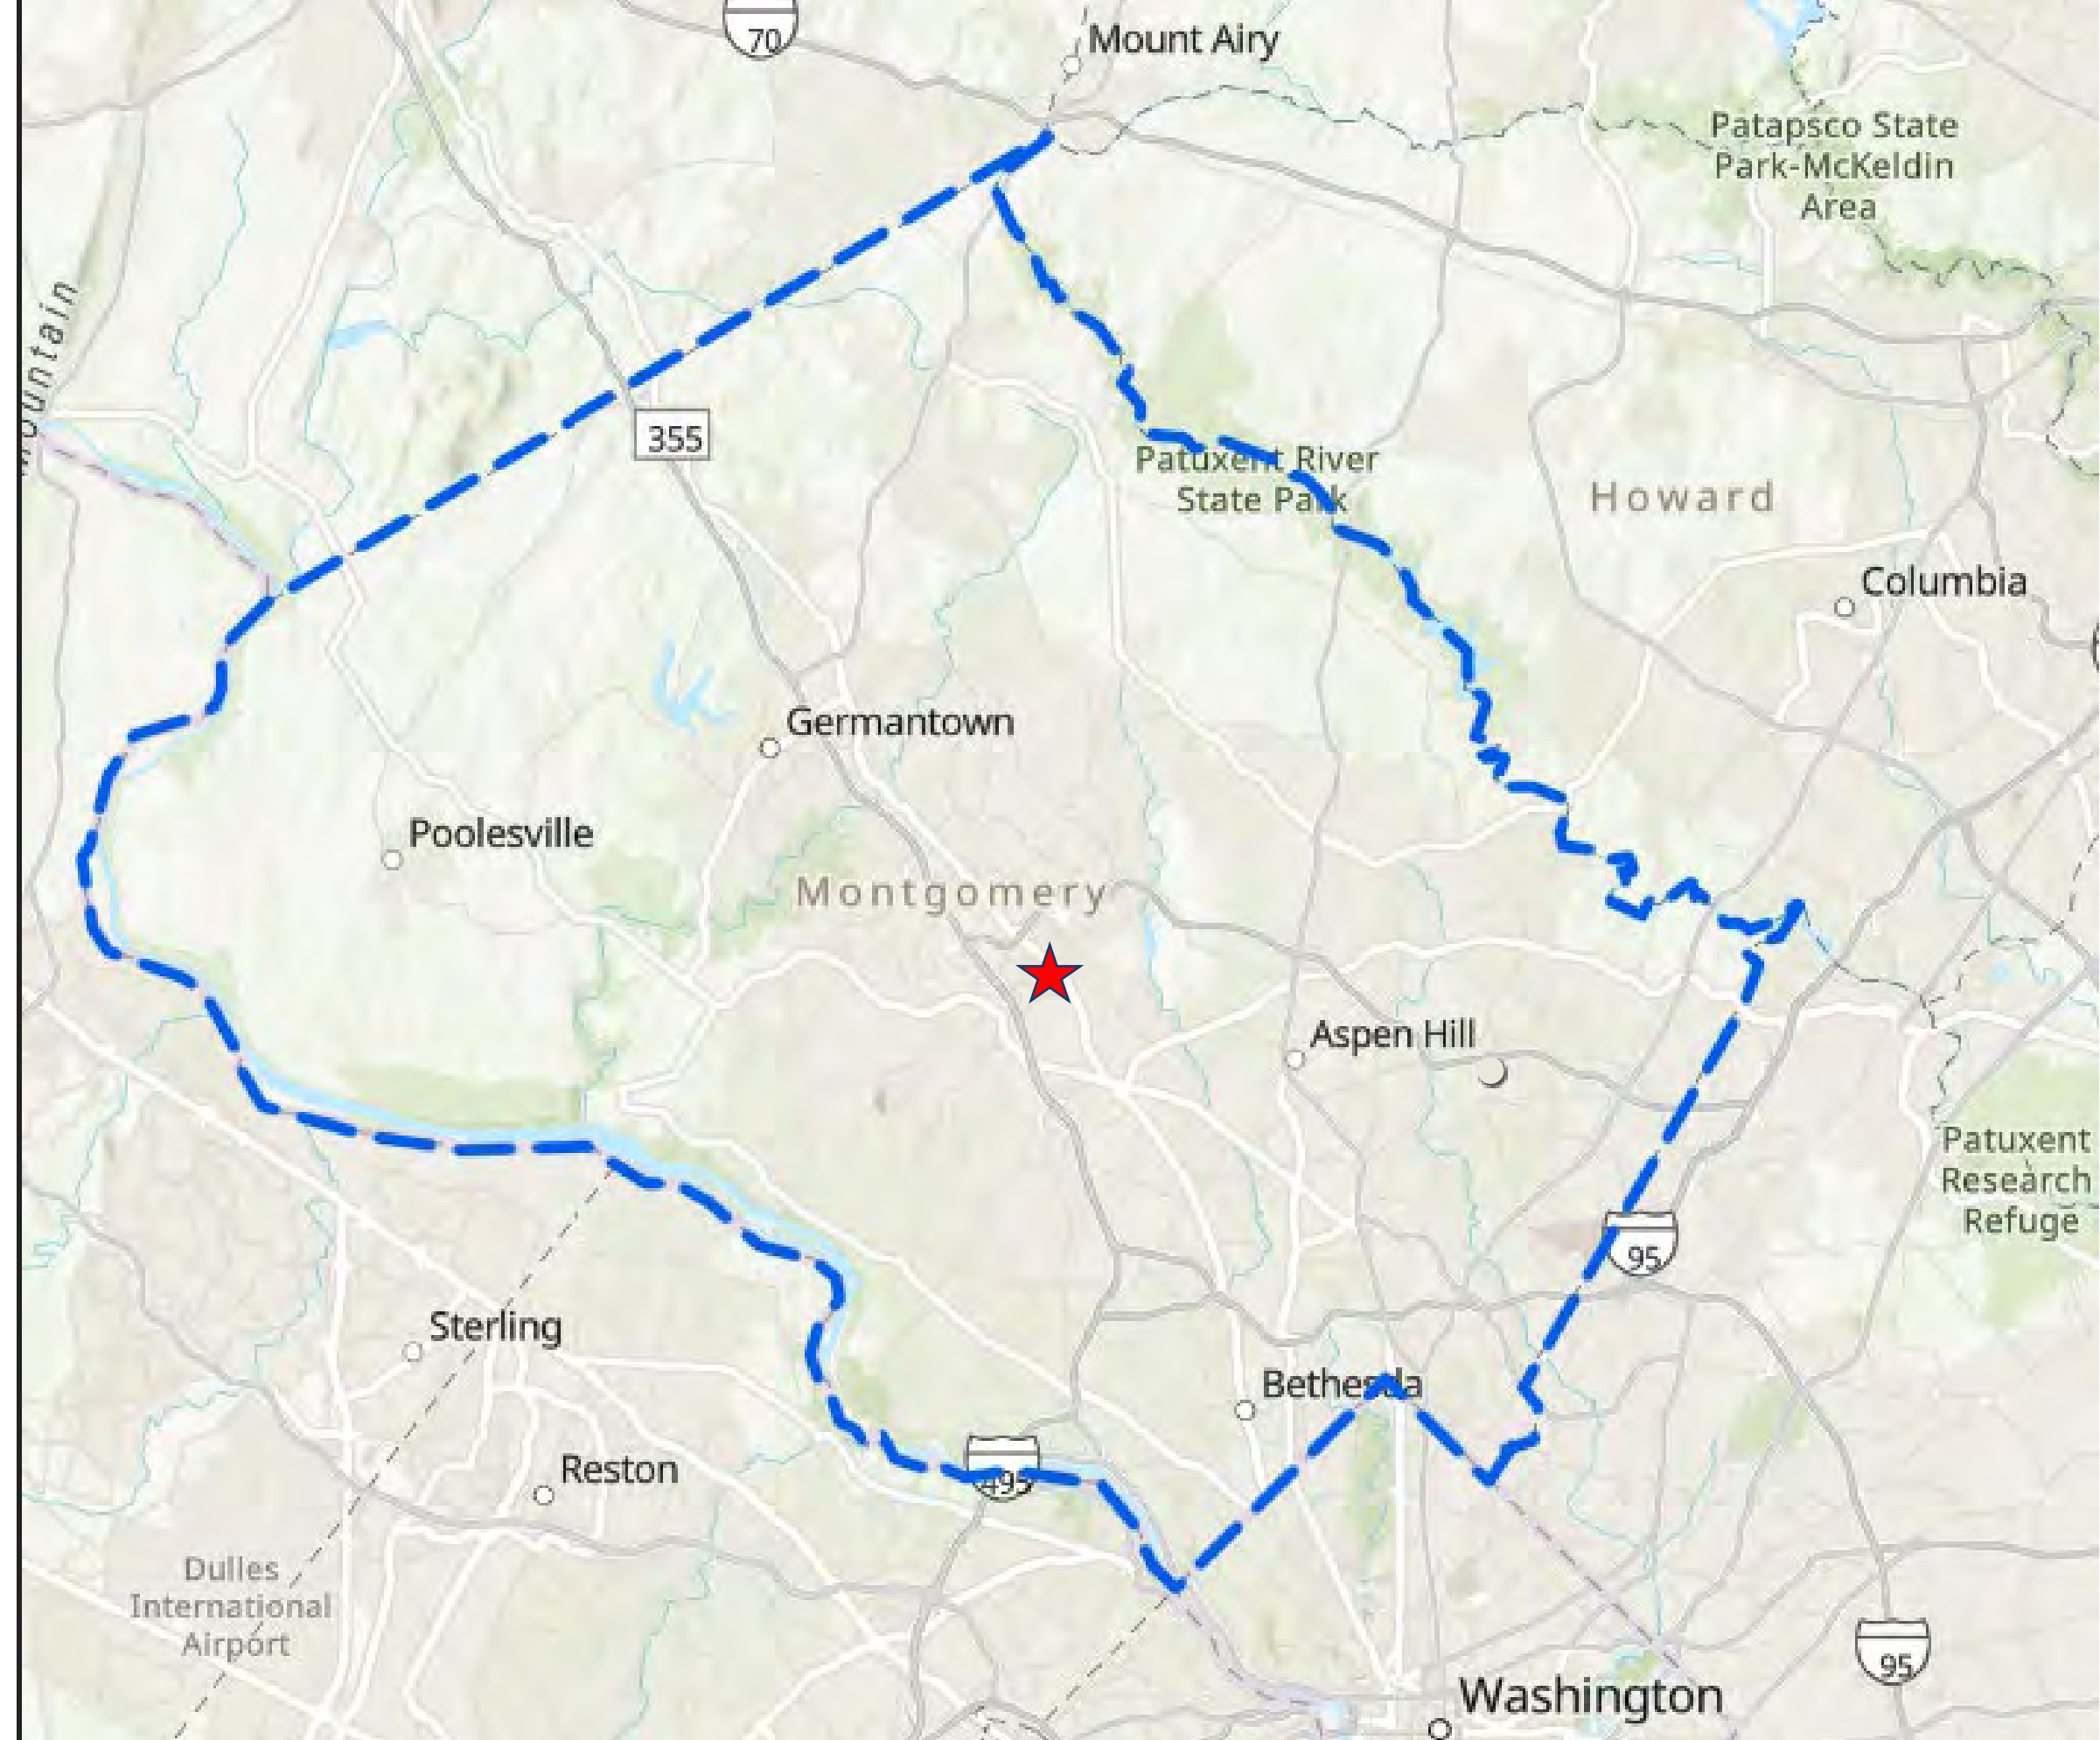 70
Mount Airy
Patapsco State
Park-McKeldin
Area
Mountain
355
Patuxent River
State Park
Howard
Columbia
Germantown
Poolesville
Montgomery
Aspen Hill
Patuxent
Research
Refuge
95
Sterling
Bethesda
Reston
495
Dulles
International
Airport
95
Washington